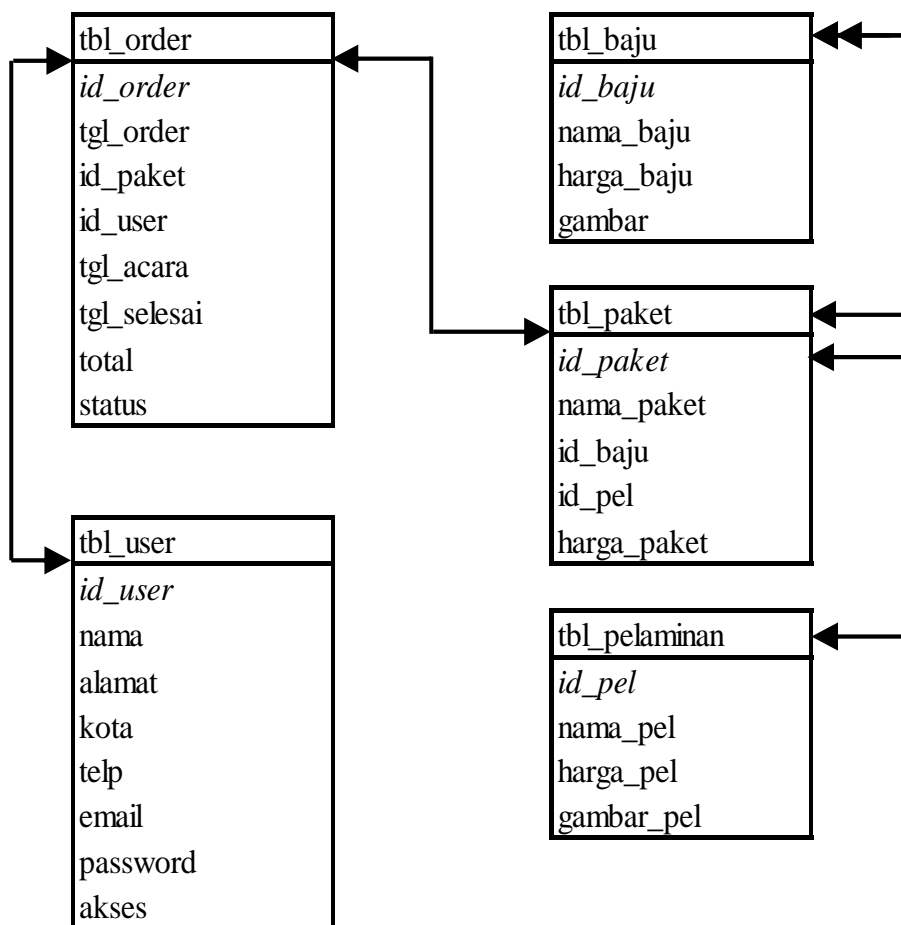 tbl_order
id_order
tgl_order
id_paket
id_user
tgl_acara
tgl_selesai
total
status
tbl_user
id_user
nama
alamat
kota
telp
email
password
akses
tbl_baju
id_baju
nama_baju
harga_baju
gambar
tbl_paket
id_paket
nama_paket
id_baju
id_pel
harga_paket
tbl_pelaminan
id_pel
nama_pel
harga_pel
gambar_pel